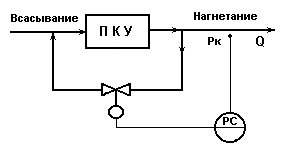 Всасывание
П К У
Нагнетание
Рк
Q
РС